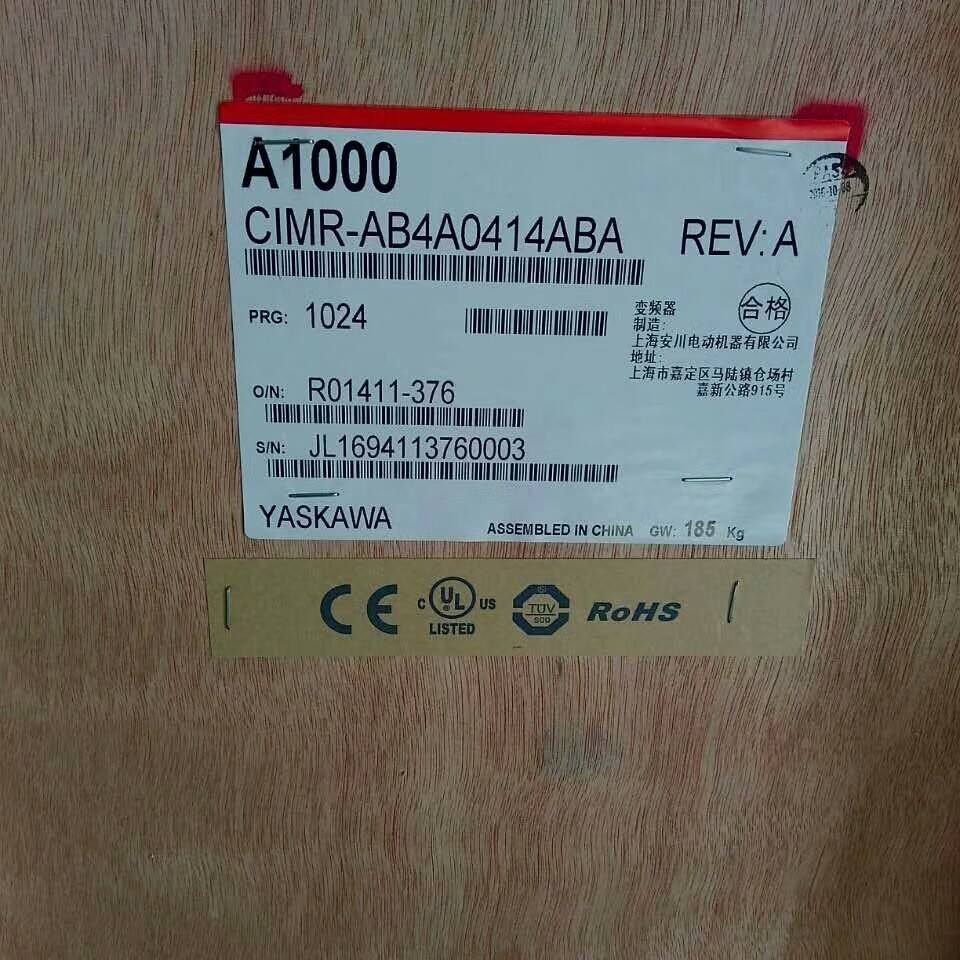 A1000
CIMR-AB4A0414ABA REV: A
PRG: 1024
变频器
合格
制造:
上海安川电动机器有限公司
地址:
上海市嘉定区马陆镇仓场村
嘉新公路915号
O/N: R01411-376
S/N: JL1694113760003
YASKAWA
ASSEMBLED IN CHINA GW: 185 Kg
CE C UL US LISTED TÜV SÜD RoHS